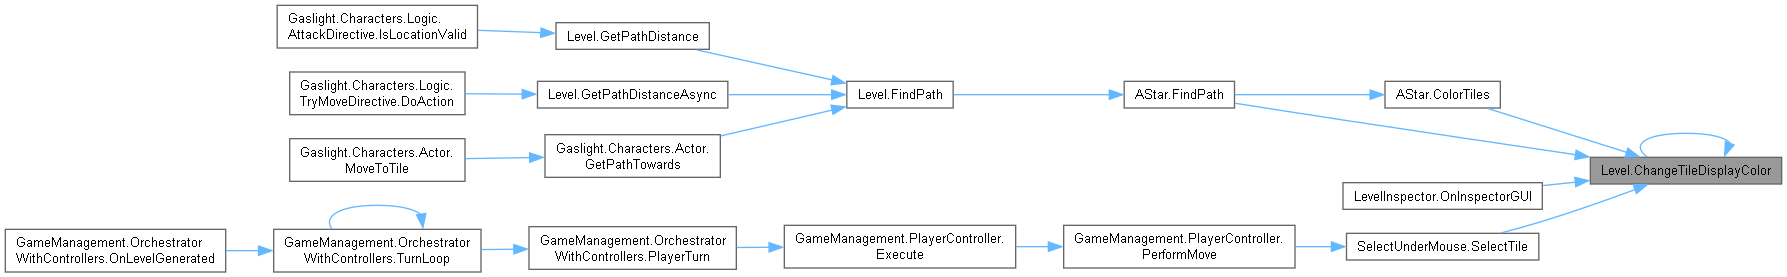 Gaslight.Characters.Logic.
AttackDirective.IsLocationValid
Level.GetPathDistance
Gaslight.Characters.Logic.
TryMoveDirective.DoAction
Level.GetPathDistanceAsync
Level.FindPath
AStar.FindPath
AStar.ColorTiles
Gaslight.Characters.Actor.
MoveToTile
Gaslight.Characters.Actor.
GetPathTowards
Level.ChangeTileDisplayColor
LevelInspector.OnInspectorGUI
GameManagement.Orchestrator
WithControllers.OnLevelGenerated
GameManagement.Orchestrator
WithControllers.TurnLoop
GameManagement.Orchestrator
WithControllers.PlayerTurn
GameManagement.PlayerController.
Execute
GameManagement.PlayerController.
PerformMove
SelectUnderMouse.SelectTile